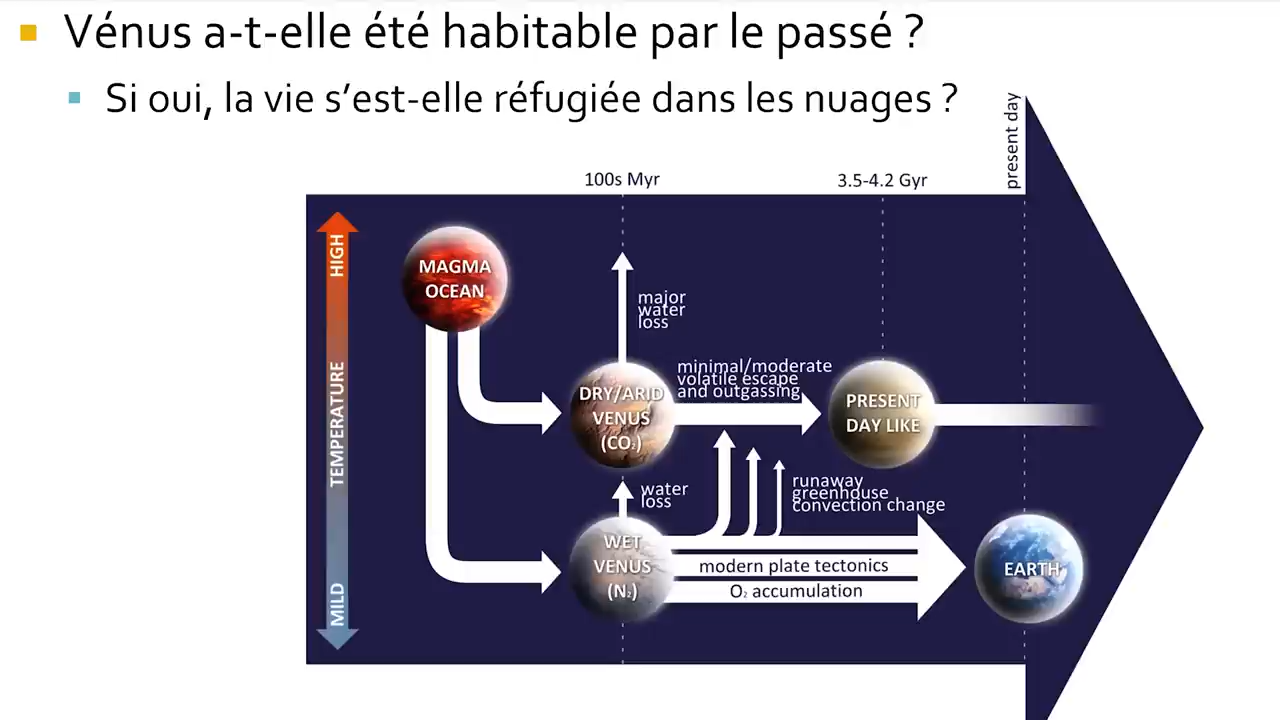 Vénus a-t-elle été habitable par le passé ?
Si oui, la vie s’est-elle réfugiée dans les nuages ?
present day
100s Myr
3.5-4.2 Gyr
HIGH
TEMPERATURE
MILD
MAGMA
OCEAN
major
water
loss
DRY/ARID
VENUS
(CO₂)
minimal/moderate
volatile escape
and outgassing
PRESENT
DAY LIKE
water
loss
runaway
greenhouse
convection change
WET
VENUS
(N₂)
modern plate tectonics
O₂ accumulation
EARTH